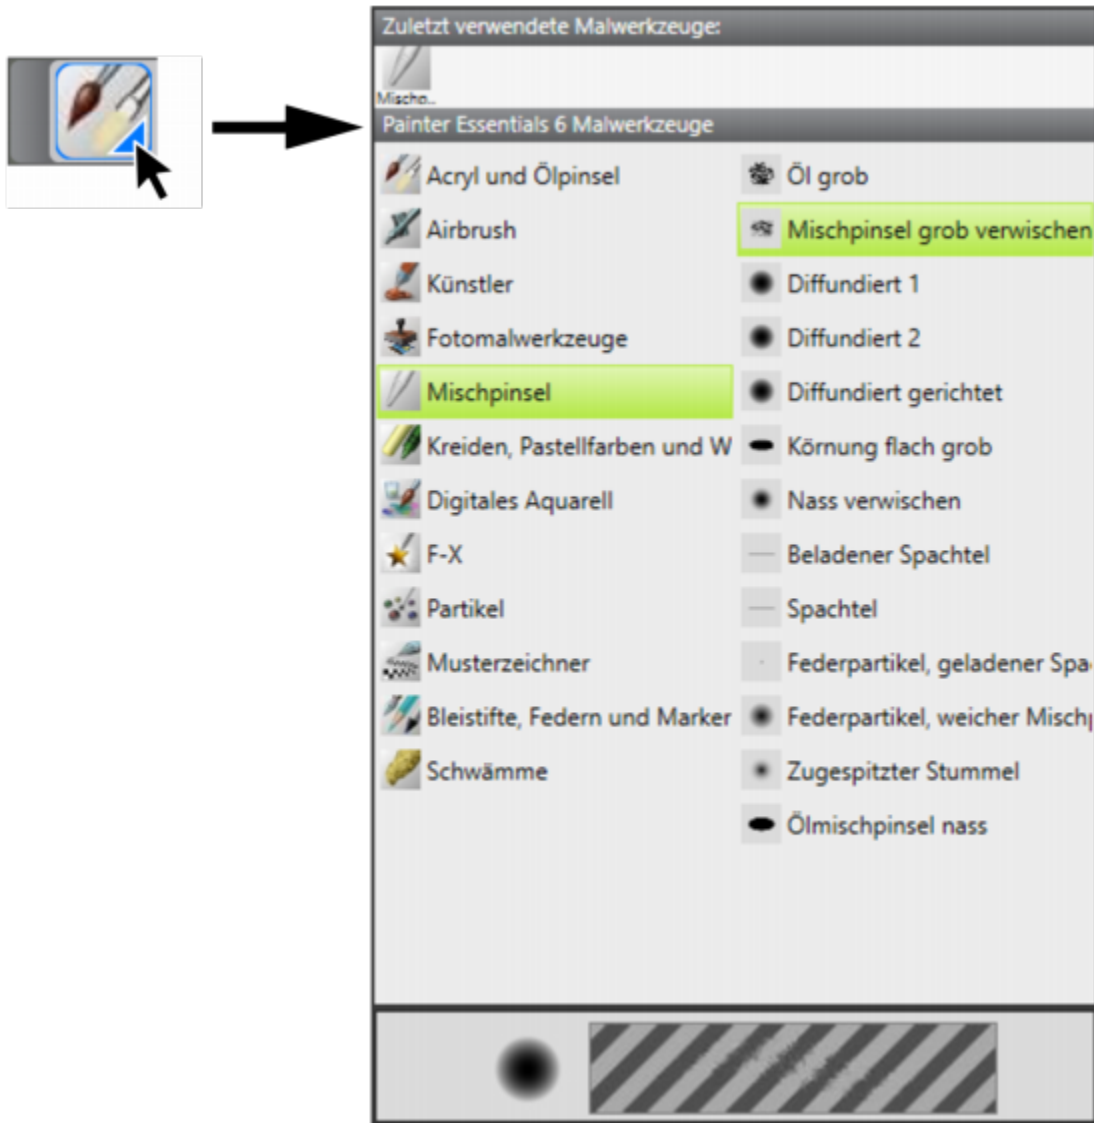 Zuletzt verwendete Malwerkzeuge:
Mischp...
Painter Essentials 6 Malwerkzeuge
Acryl und Ölpinsel
Airbrush
Künstler
Fotomalwerkzeuge
Mischpinsel
Kreiden, Pastellfarben und W
Digitales Aquarell
F-X
Partikel
Musterzeichner
Bleistifte, Federn und Marker
Schwämme
Öl grob
Mischpinsel grob verwischen
Diffundiert 1
Diffundiert 2
Diffundiert gerichtet
Körnung flach grob
Nass verwischen
Beladener Spachtel
Spachtel
Federpartikel, geladener Spa
Federpartikel, weicher Misch
Zugespitzter Stummel
Ölmischpinsel nass